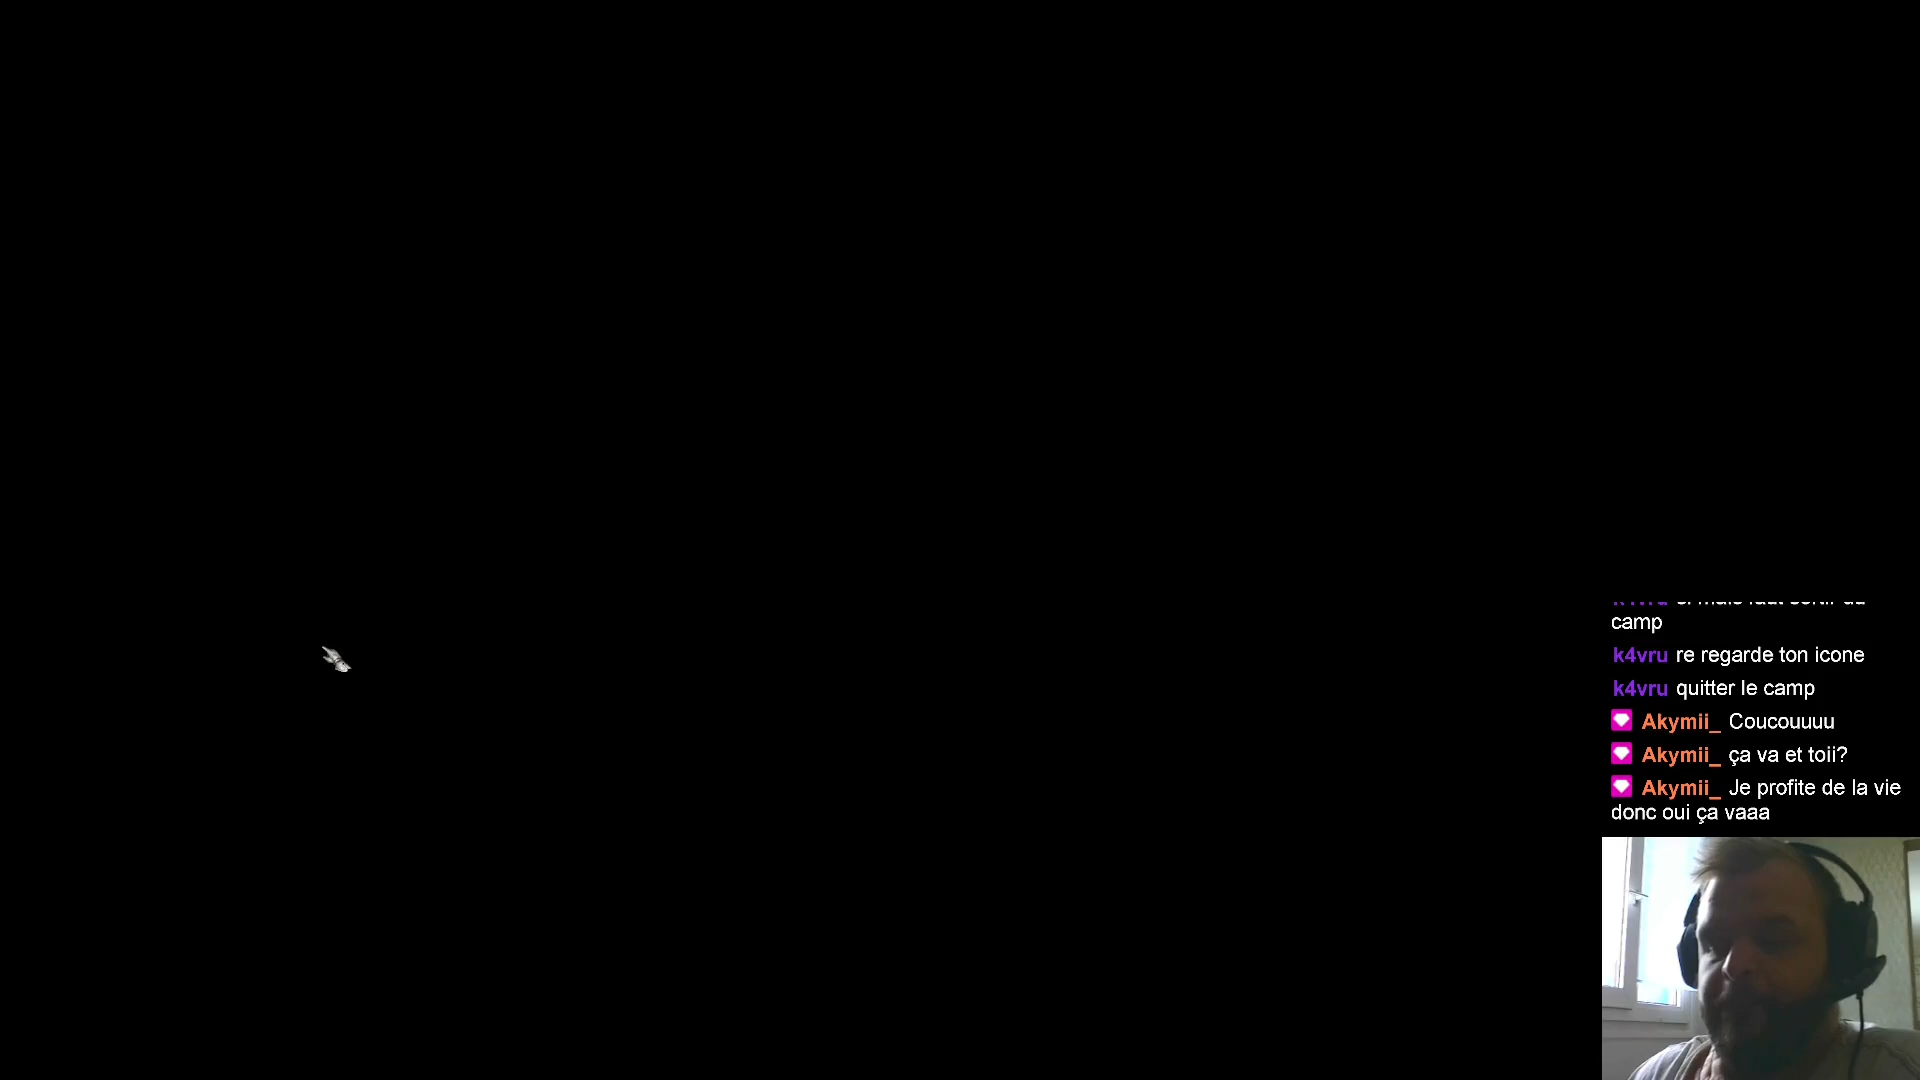 camp
k4vru re regarde ton icone
k4vru quitter le camp
Akymii_ Coucouuuu
Akymii_ ça va et toii?
Akymii_ Je profite de la vie
donc oui ça vaaa